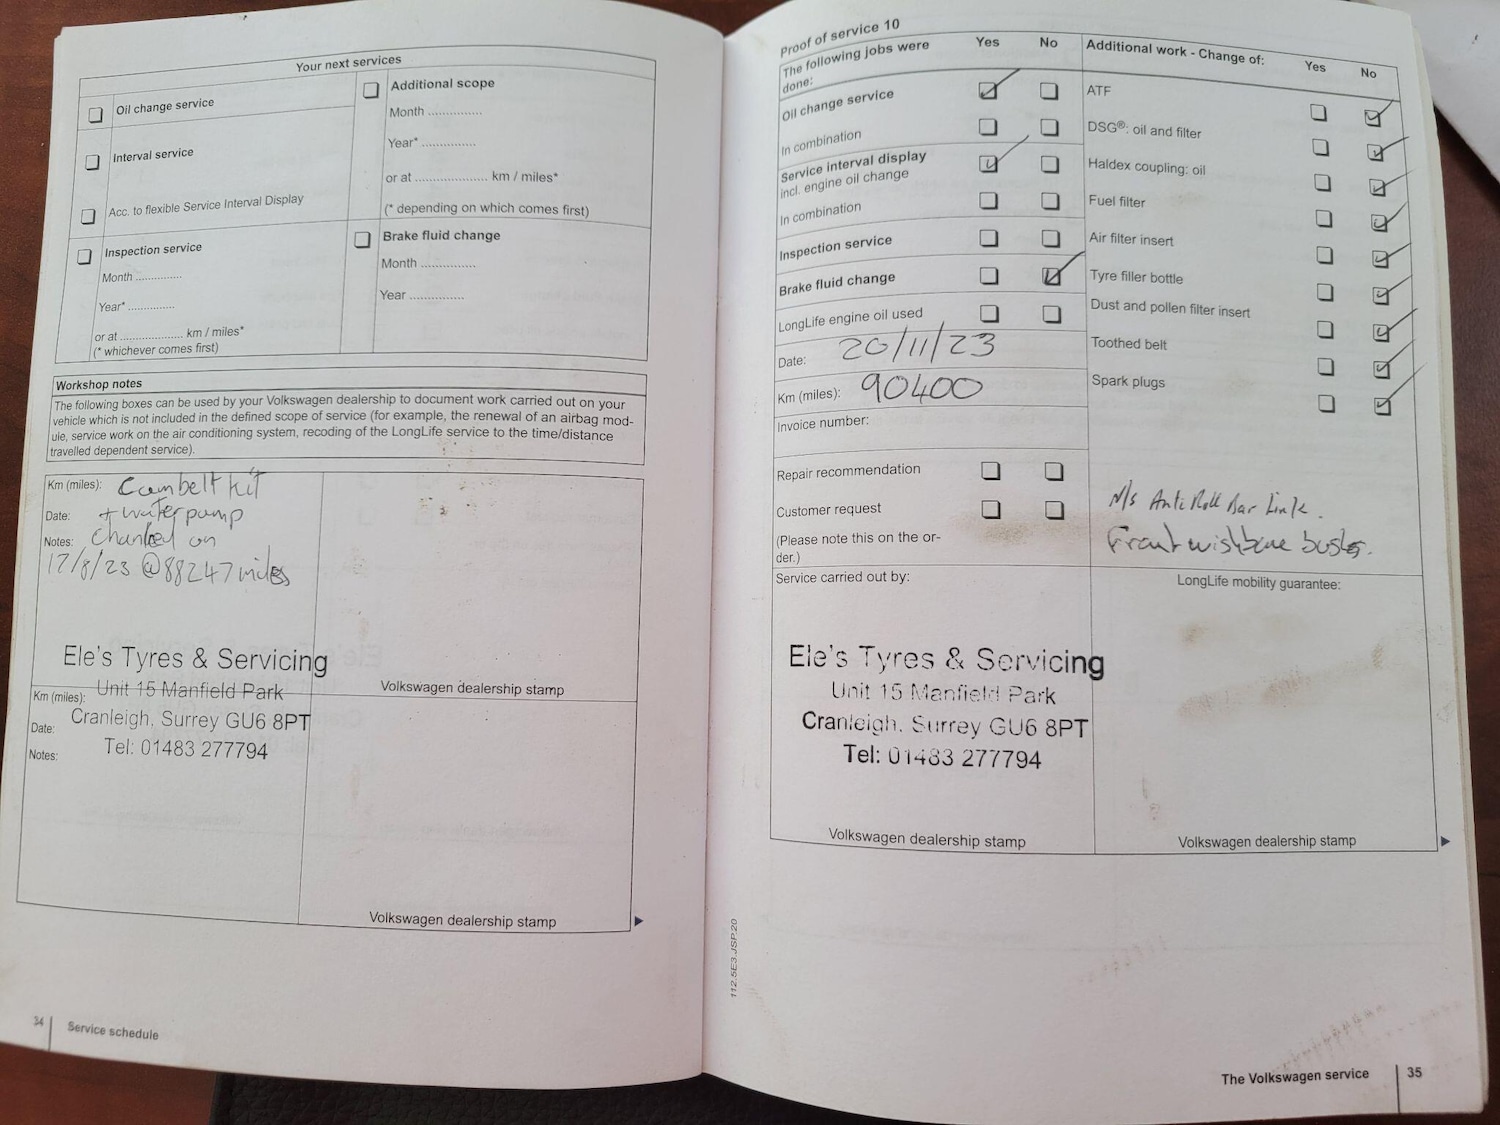 Your next services
Oil change service
Interval service
Acc. to flexible Service Interval Display
Inspection service
Month ..............
Year* ..............
or at ................... km / miles*
(* whichever comes first)
Additional scope
Month ................
Year* ................
or at ...................... km / miles*
(* depending on which comes first)
Brake fluid change
Month ................
Year ................
Workshop notes
The following boxes can be used by your Volkswagen dealership to document work carried out on your
vehicle which is not included in the defined scope of service (for example, the renewal of an airbag mod-
ule, service work on the air conditioning system, recoding of the LongLife service to the time/distance
travelled dependent service).
Km (miles): Cambelt kit
Date: + waterpump
Notes: Changed on
17/8/23 @ 88247 miles
Ele's Tyres & Servicing
Unit 15 Manfield Park
Cranleigh, Surrey GU6 8PT
Tel: 01483 277794
Volkswagen dealership stamp
Km (miles):
Date:
Notes:
Volkswagen dealership stamp
34 Service schedule
Proof of service 10
The following jobs were
done:
Yes No
Oil change service
In combination
Service interval display
incl. engine oil change
In combination
Inspection service
Brake fluid change
LongLife engine oil used
Date: 20/11/23
Km (miles): 90400
Invoice number:
Repair recommendation
Customer request
(Please note this on the or-
der.)
Additional work - Change of:
Yes No
ATF
DSG®: oil and filter
Haldex coupling: oil
Fuel filter
Air filter insert
Tyre filler bottle
Dust and pollen filter insert
Toothed belt
Spark plugs
N/s Anti Roll Bar Link.
Front wishbone bushes.
Service carried out by:
Ele's Tyres & Servicing
Unit 15 Manfield Park
Cranleigh, Surrey GU6 8PT
Tel: 01483 277794
Volkswagen dealership stamp
LongLife mobility guarantee:
Volkswagen dealership stamp
112.5E3.JSP.20
The Volkswagen service 35